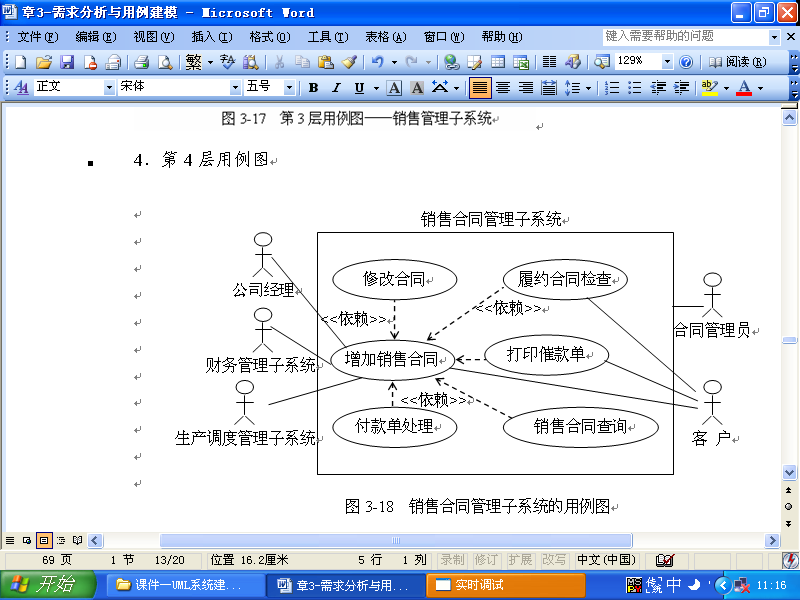 章3-需求分析与用例建模 - Microsoft Word
文件(F) 编辑(E) 视图(V) 插入(I) 格式(O) 工具(T) 表格(A) 窗口(W) 帮助(H) 键入需要帮助的问题
繁 129% 阅读(R)
正文 宋体 五号 B I U A A A
图 3-17 第 3 层用例图——销售管理子系统
4. 第 4 层用例图
销售合同管理子系统
公司经理
修改合同
履约合同检查
<<依赖>>
<<依赖>>
合同管理员
财务管理子系统
增加销售合同
打印催款单
<<依赖>>
生产调度管理子系统
付款单处理
销售合同查询
客 户
图 3-18 销售合同管理子系统的用例图
69 页 1 节 13/20 位置 16.2厘米 5 行 1 列 录制 修订 扩展 改写 中文(中国)
开始 课件一UML系统建... 章3-需求分析与用... 实时调试 中 11:16